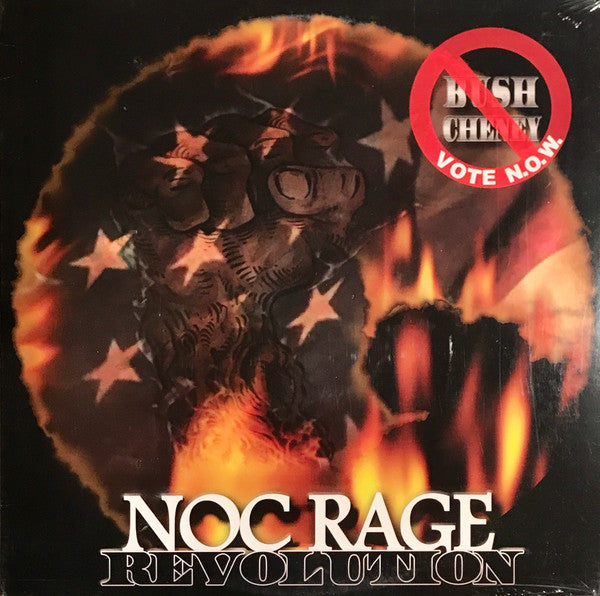 BUSH
CHENEY
VOTE N.O.W.
NOC RAGE
REVOLUTION